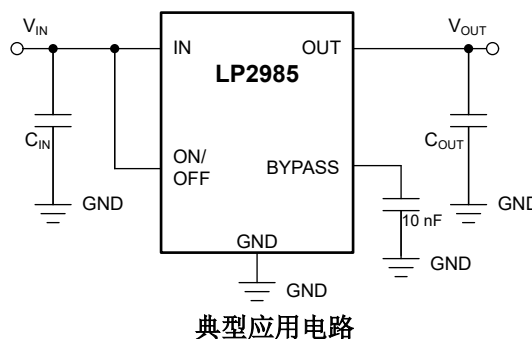 VIN
VOUT
IN
OUT
LP2985
CIN
ON/
OFF
BYPASS
COUT
GND
10 nF
GND
GND
GND
GND
典型应用电路